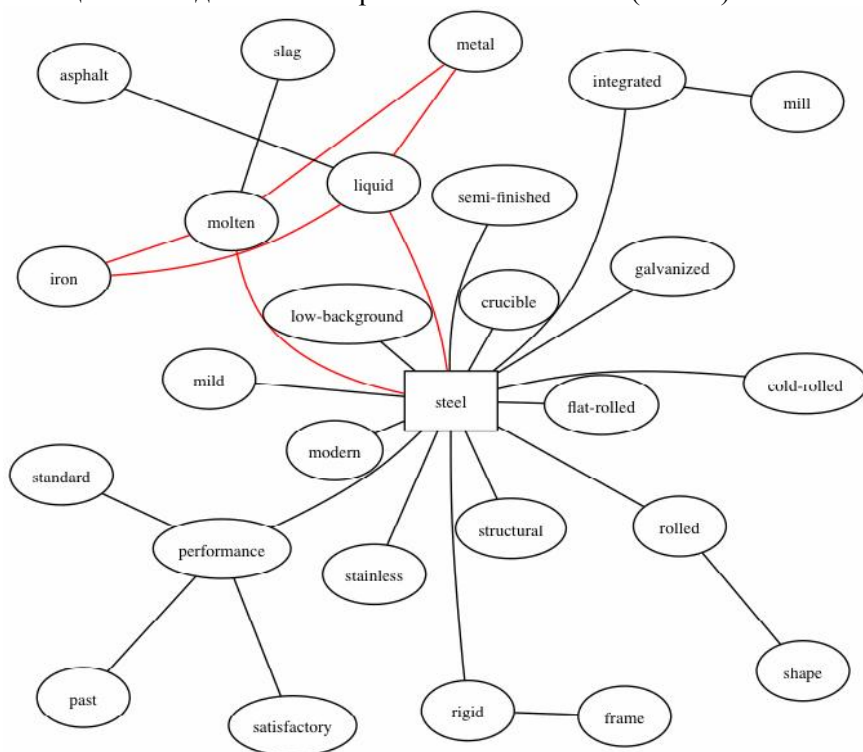 slag
metal
asphalt
integrated
mill
liquid
semi-finished
molten
iron
galvanized
low-background
crucible
mild
cold-rolled
steel
flat-rolled
modern
standard
structural
rolled
performance
stainless
shape
past
satisfactory
rigid
frame